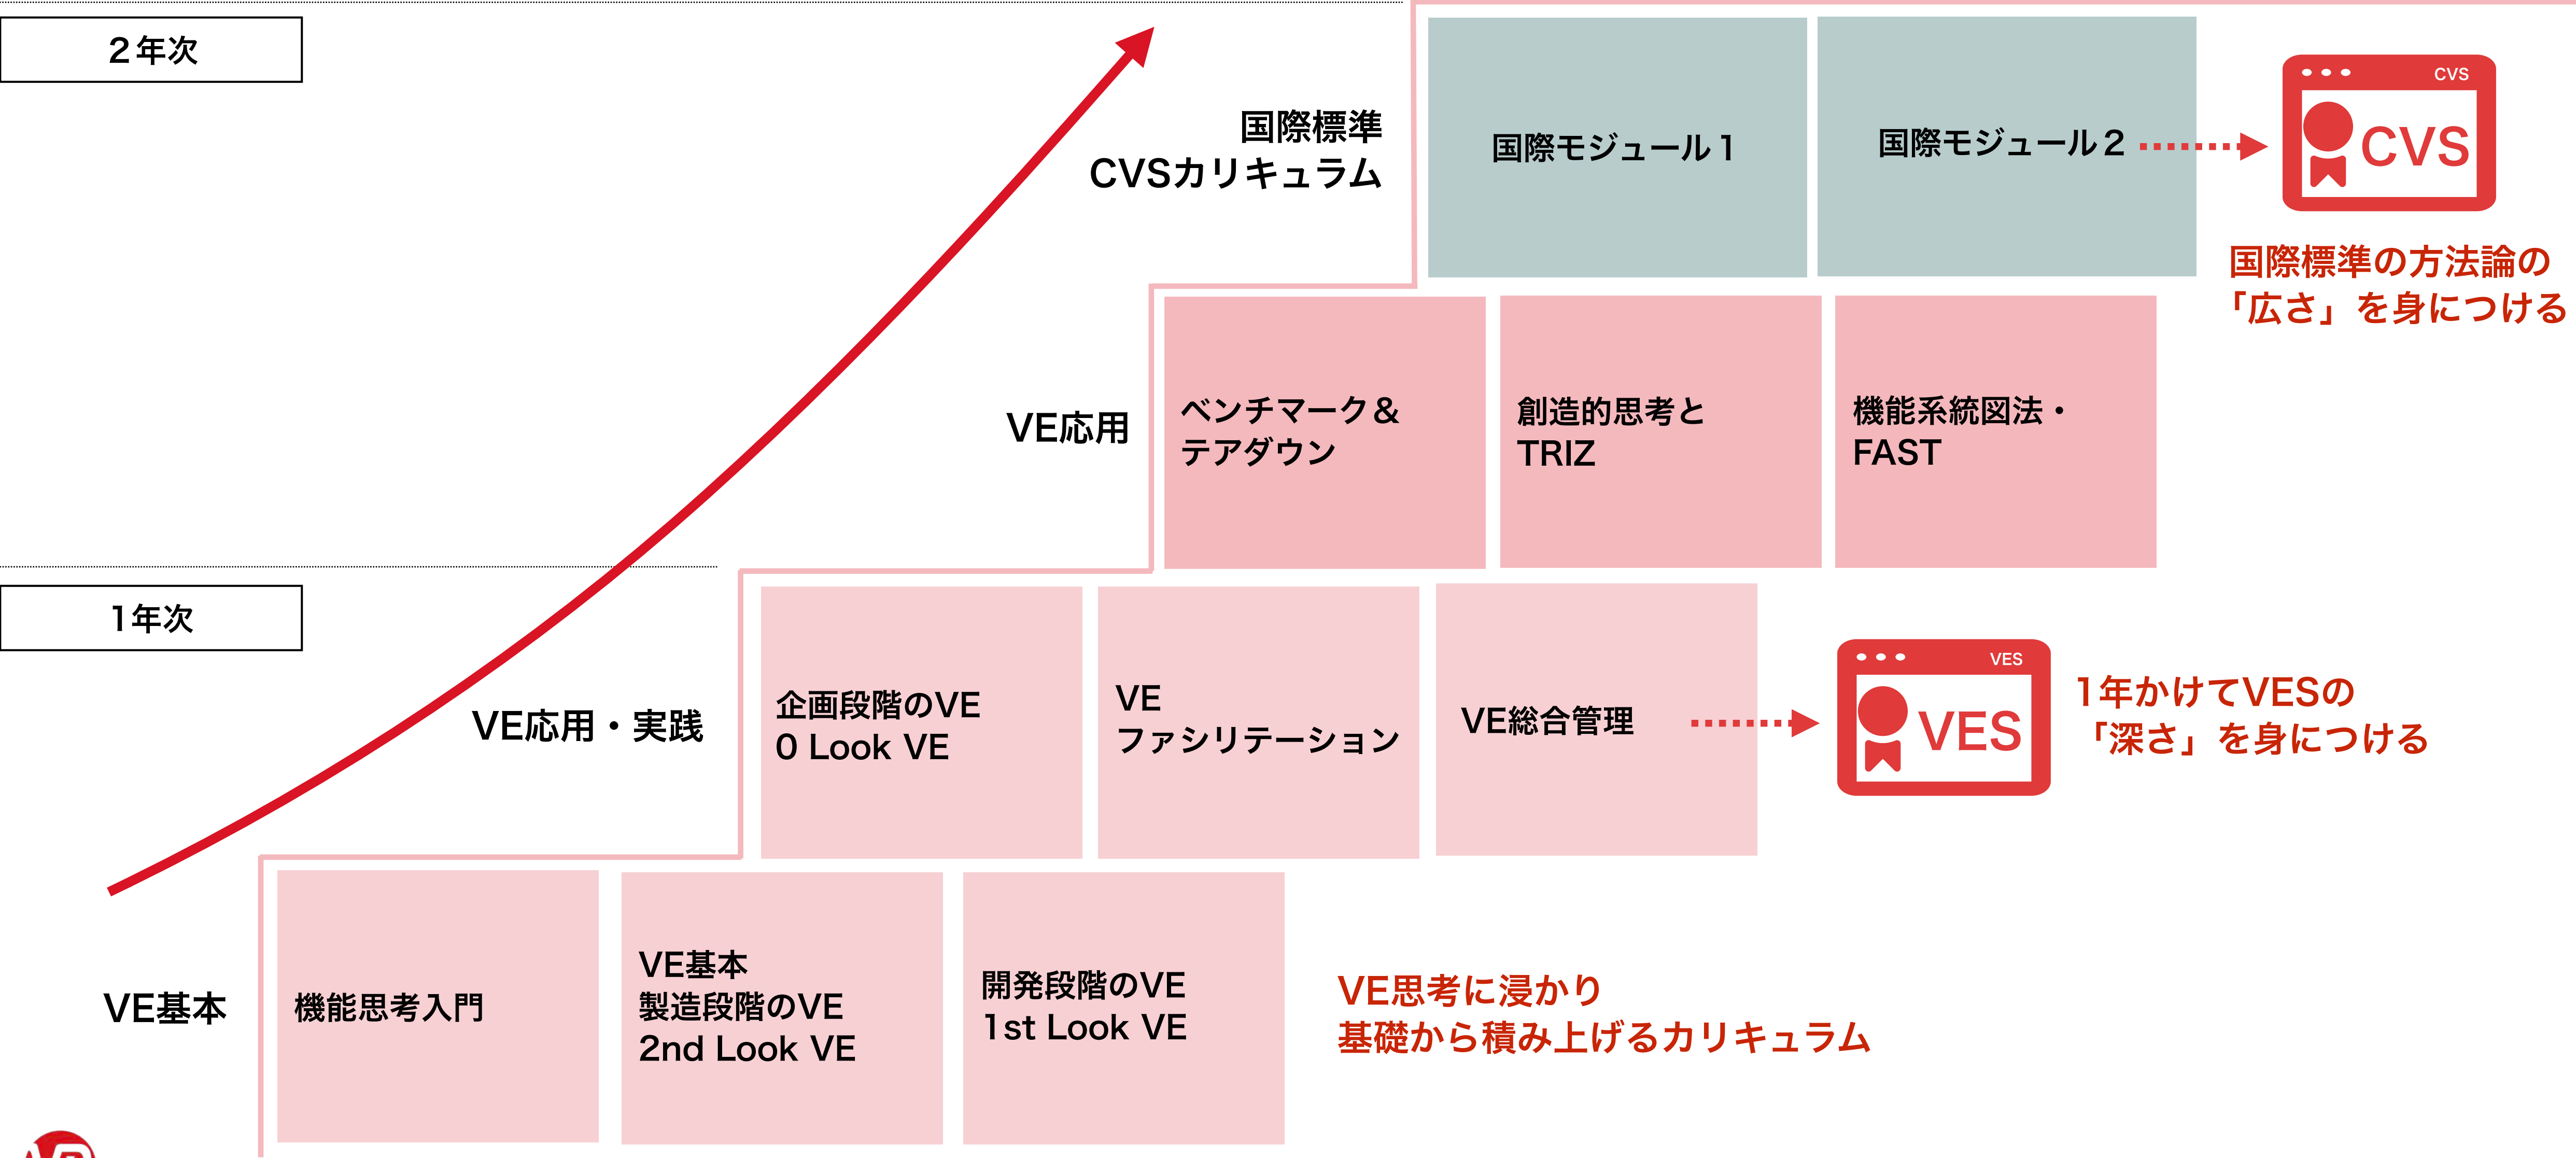 2年次
国際標準
CVSカリキュラム
国際モジュール1
国際モジュール2
CVS
CVS
国際標準の方法論の
「広さ」を身につける
VE応用
ベンチマーク＆
テアダウン
創造的思考と
TRIZ
機能系統図法・
FAST
1年次
VE応用・実践
企画段階のVE
0 Look VE
VE
ファシリテーション
VE総合管理
VES
VES
1年かけてVESの
「深さ」を身につける
VE基本
機能思考入門
VE基本
製造段階のVE
2nd Look VE
開発段階のVE
1st Look VE
VE思考に浸かり
基礎から積み上げるカリキュラム